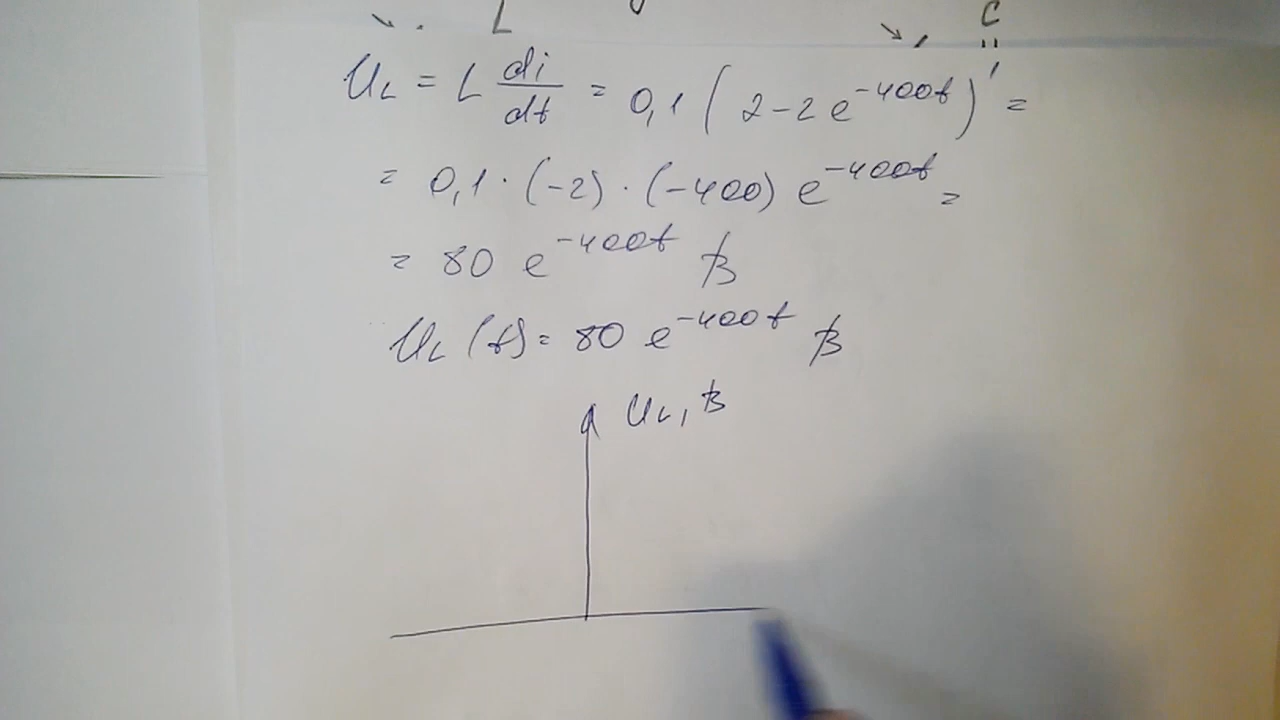 L
C
U_L = L di/dt = 0,1 (2 - 2 e^{-400t})' =
= 0,1 · (-2) · (-400) e^{-400t} =
= 80 e^{-400t} В
U_L (t) = 80 e^{-400t} В
U_L, В